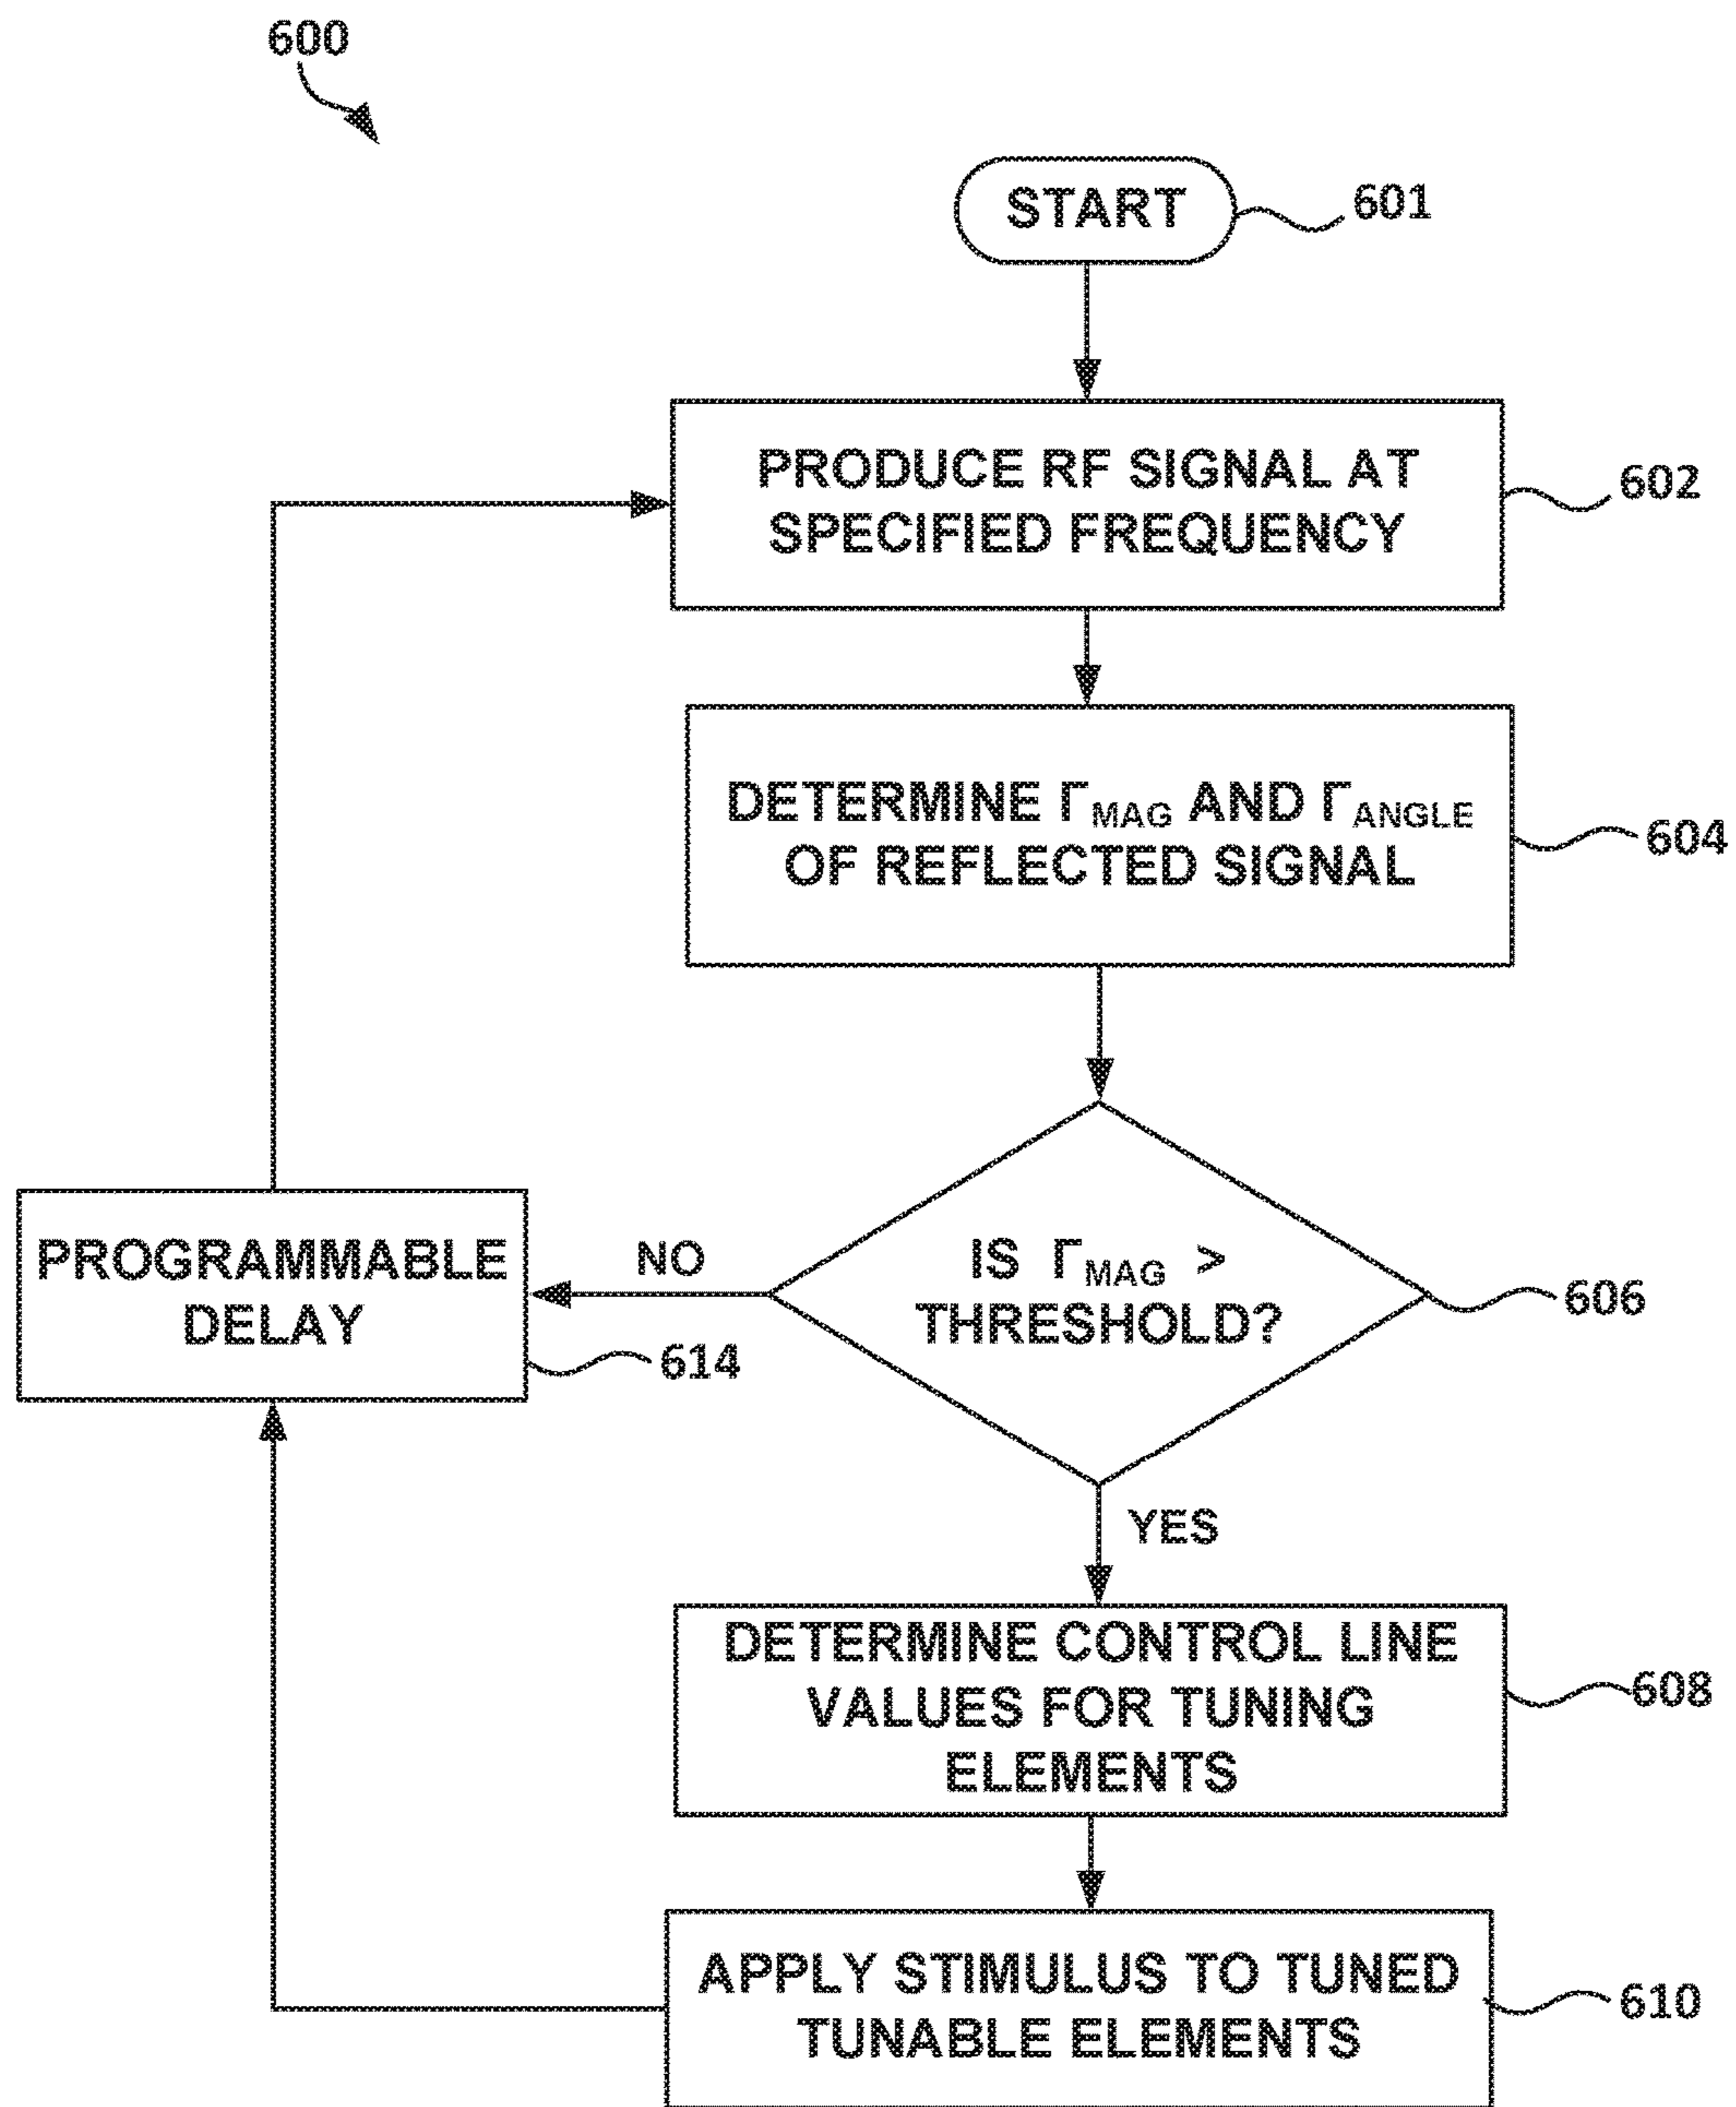 600
START
601
PRODUCE RF SIGNAL AT
SPECIFIED FREQUENCY
602
DETERMINE ΓMAG AND ΓANGLE
OF REFLECTED SIGNAL
604
IS ΓMAG >
THRESHOLD?
606
NO
PROGRAMMABLE
DELAY
614
YES
DETERMINE CONTROL LINE
VALUES FOR TUNING
ELEMENTS
608
APPLY STIMULUS TO TUNED
TUNABLE ELEMENTS
610